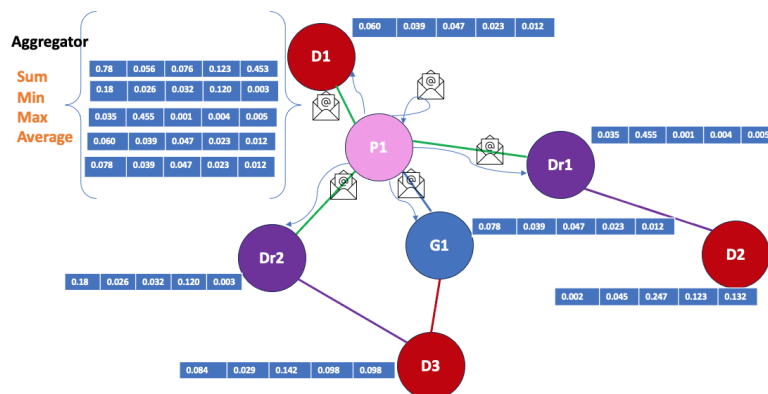 Aggregator
Sum
Min
Max
Average
0.78 0.056 0.076 0.123 0.453
0.18 0.026 0.032 0.120 0.003
0.035 0.455 0.001 0.004 0.005
0.060 0.039 0.047 0.023 0.012
0.078 0.039 0.047 0.023 0.012
D1
0.060 0.039 0.047 0.023 0.012
@
@
P1
@
Dr1
0.035 0.455 0.001 0.004 0.005
@
@
Dr2
0.18 0.026 0.032 0.120 0.003
G1
0.078 0.039 0.047 0.023 0.012
D2
0.002 0.045 0.247 0.123 0.132
D3
0.084 0.029 0.142 0.098 0.098